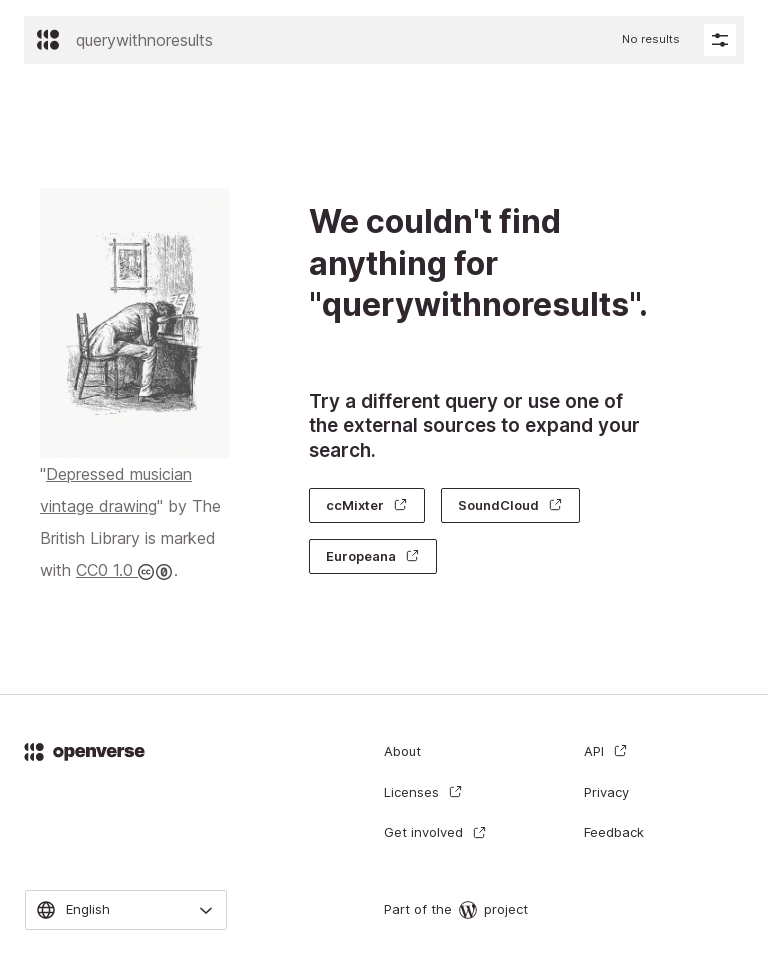 querywithnoresults
No results
We couldn't find
anything for
"querywithnoresults".
"Depressed musician
vintage drawing" by The
British Library is marked
with CC0 1.0 .
Try a different query or use one of
the external sources to expand your
search.
ccMixter
SoundCloud
Europeana
openverse
About
API
Licenses
Privacy
Get involved
Feedback
English
Part of the project